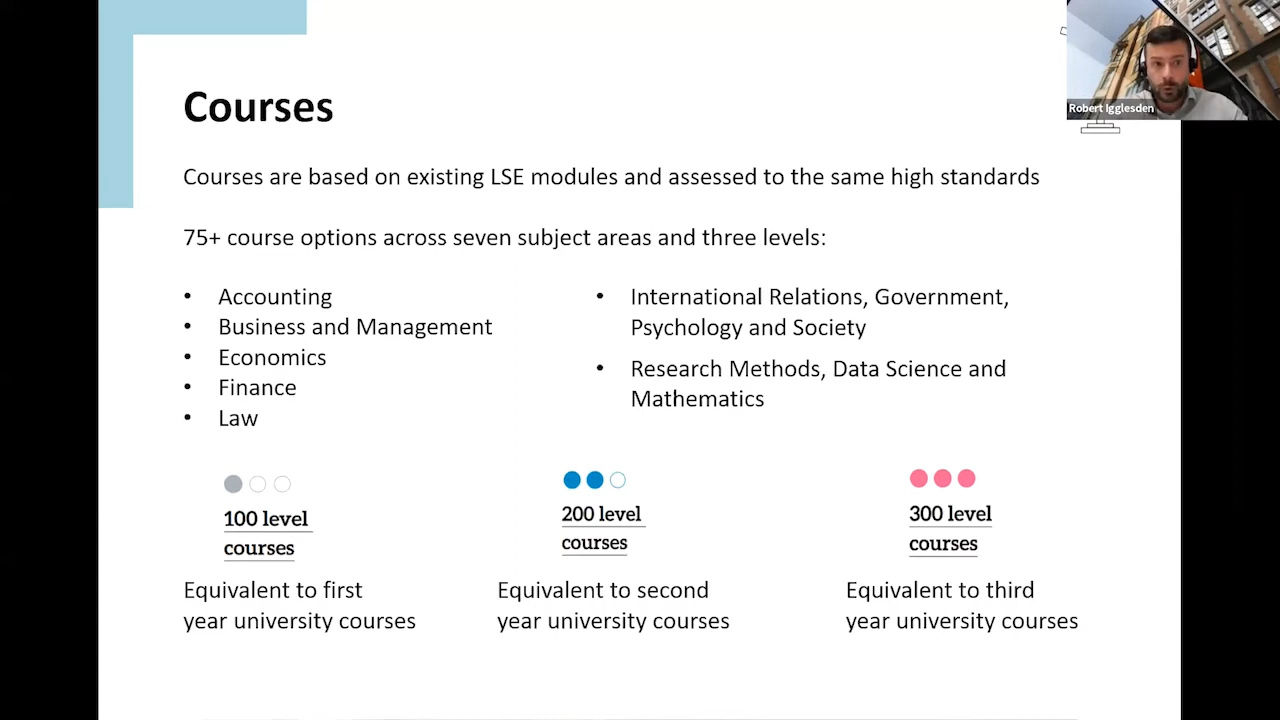 Courses
Robert Igglesden
Courses are based on existing LSE modules and assessed to the same high standards
75+ course options across seven subject areas and three levels:
• Accounting
• Business and Management
• Economics
• Finance
• Law
• International Relations, Government,
Psychology and Society
• Research Methods, Data Science and
Mathematics
100 level
courses
Equivalent to first
year university courses
200 level
courses
Equivalent to second
year university courses
300 level
courses
Equivalent to third
year university courses